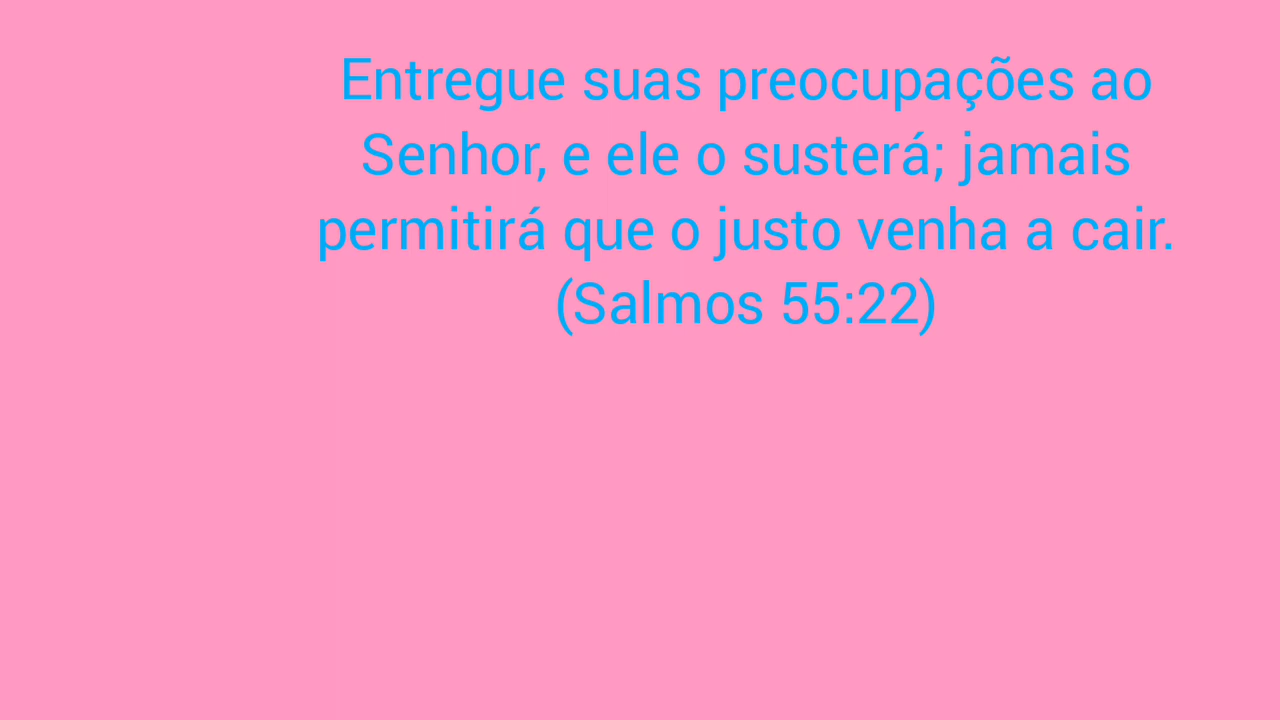 Entregue suas preocupações ao
Senhor, e ele o susterá; jamais
permitirá que o justo venha a cair.
(Salmos 55:22)